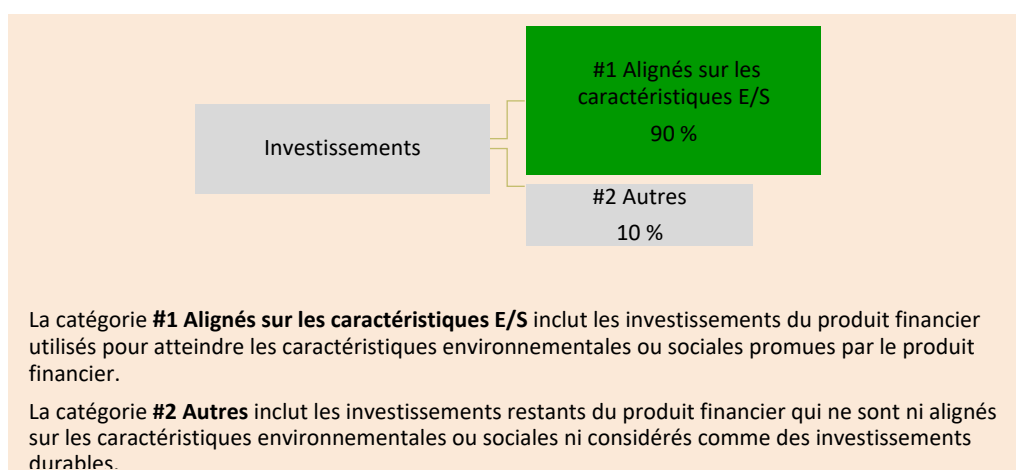 #1 Alignés sur les
caractéristiques E/S
90 %
Investissements
#2 Autres
10 %
La catégorie #1 Alignés sur les caractéristiques E/S inclut les investissements du produit financier
utilisés pour atteindre les caractéristiques environnementales ou sociales promues par le produit
financier.
La catégorie #2 Autres inclut les investissements restants du produit financier qui ne sont ni alignés
sur les caractéristiques environnementales ou sociales ni considérés comme des investissements
durables.